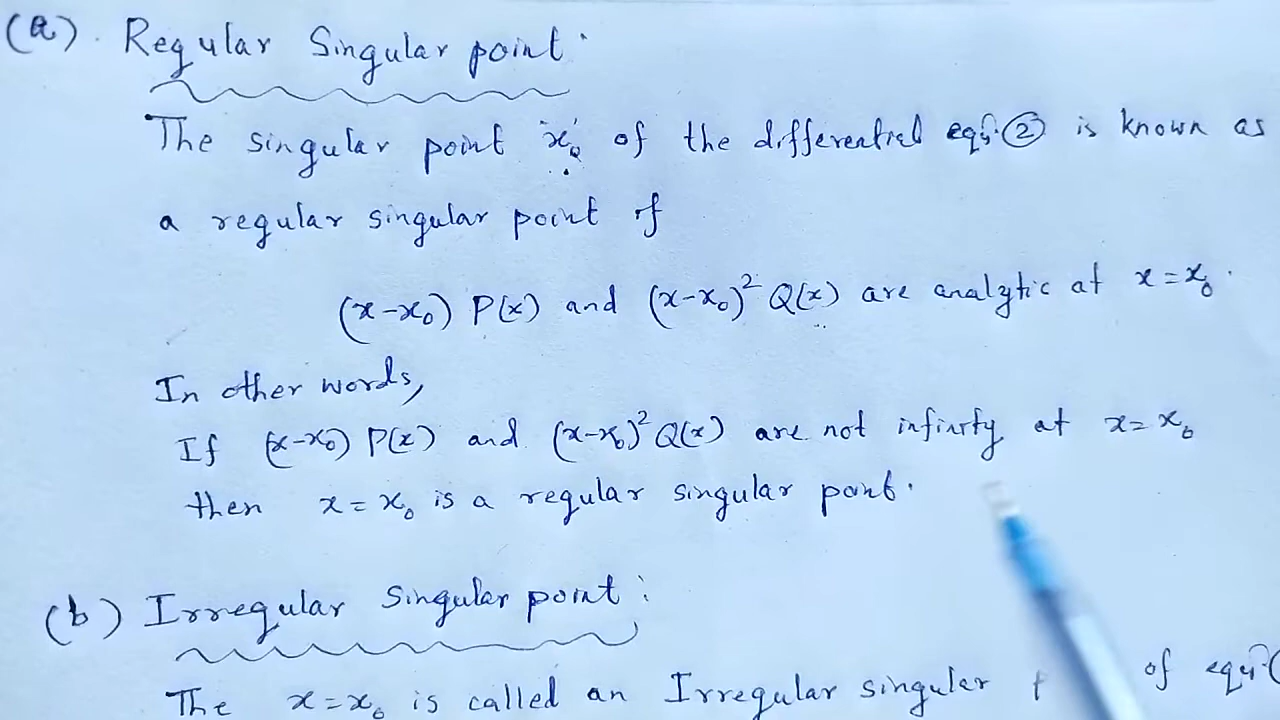 (a). Regular Singular point.
The singular point 'x₀' of the differential eqⁿ. ② is known as
a regular singular point if
(x-x₀) P(x) and (x-x₀)² Q(x) are analytic at x=x₀.
In other words,
If (x-x₀) P(x) and (x-x₀)² Q(x) are not infinity at x=x₀
then x=x₀ is a regular singular point.
(b) Irregular Singular point:
The x=x₀ is called an Irregular singular of eqⁿ